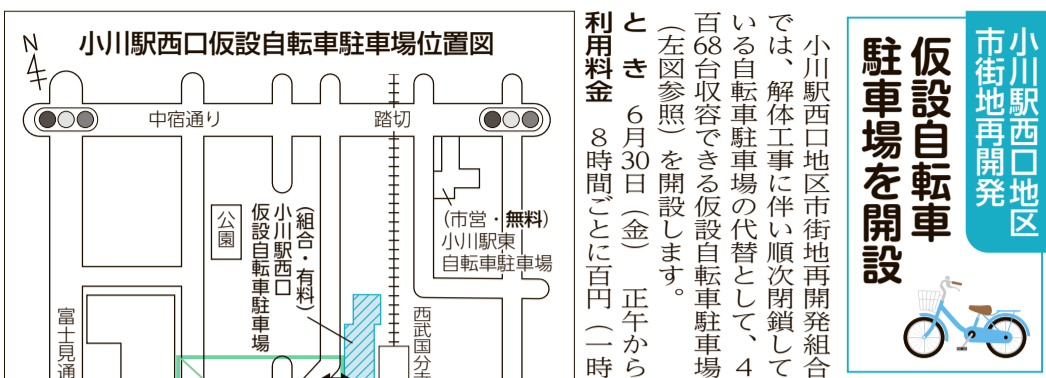 小川駅西口地区
市街地再開発
仮設自転車
駐車場を開設
小川駅西口地区市街地再開発組合
では、解体工事に伴い順次閉鎖して
いる自転車駐車場の代替として、4
百68台収容できる仮設自転車駐車場
(左図参照)を開設します。
とき 6月30日(金) 正午から
利用料金 8時間ごとに百円(一時
小川駅西口仮設自転車駐車場位置図
N
4
中宿通り
踏切
(市営・無料)
小川駅東
自転車駐車場
(組合・有料)
小川駅西口
仮設自転車駐車場
公園
西武国分寺
富士見通